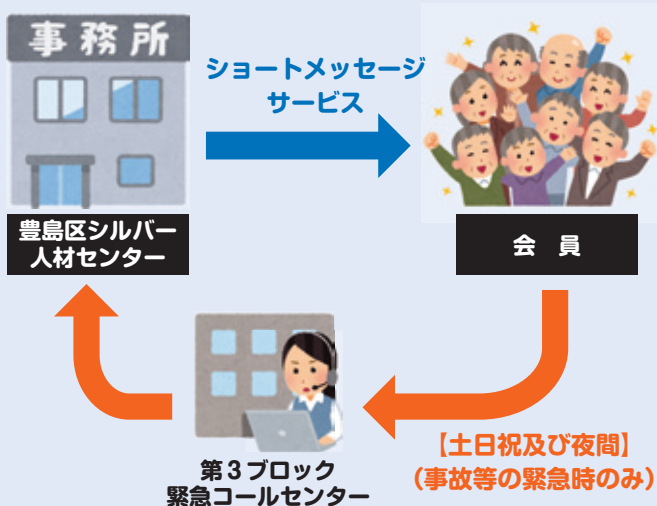 事務所
ショートメッセージ
サービス
豊島区シルバー
人材センター
会 員
第3ブロック
緊急コールセンター
【土日祝及び夜間】
(事故等の緊急時のみ)